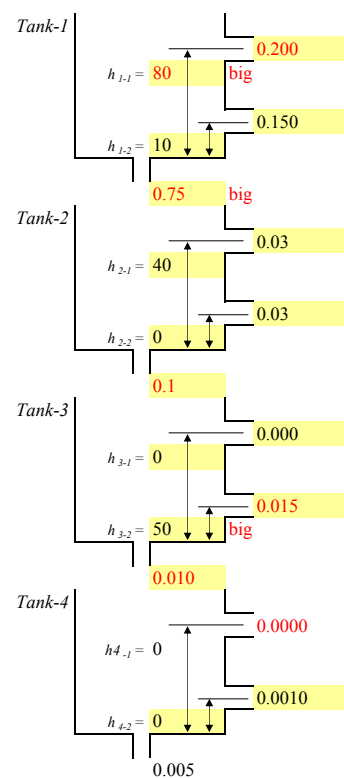 Tank-1
0.200
h 1-1 = 80 big
0.150
h 1-2 = 10
0.75 big
Tank-2
0.03
h 2-1 = 40
0.03
h 2-2 = 0
0.1
Tank-3
0.000
h 3-1 = 0
0.015
h 3-2 = 50 big
0.010
Tank-4
0.0000
h4 -1 = 0
0.0010
h 4-2 = 0
0.005